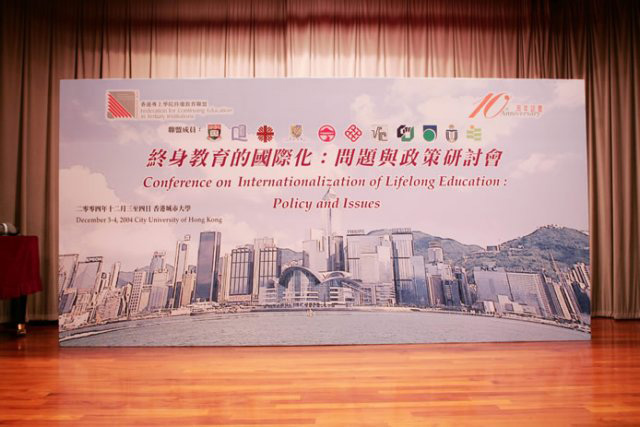 香港專上學院持續教育聯盟
Federation for Continuing Education
in Tertiary Institutions
10th
Anniversary
聯盟成員：
終身教育的國際化：問題與政策研討會
Conference on Internationalization of Lifelong Education :
Policy and Issues
二零零四年十二月三至四日 香港城市大學
December 3-4, 2004 City University of Hong Kong